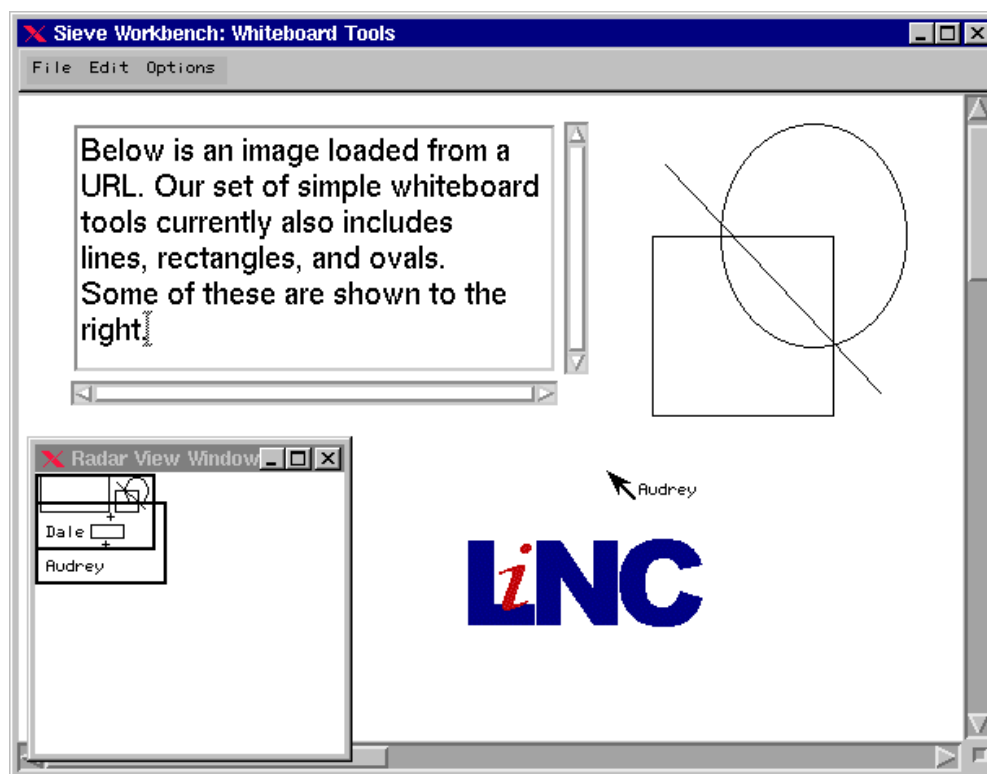 Sieve Workbench: Whiteboard Tools
File Edit Options
Below is an image loaded from a
URL. Our set of simple whiteboard
tools currently also includes
lines, rectangles, and ovals.
Some of these are shown to the
right.
Radar View Window
Dale
Audrey
Audrey
LiNC